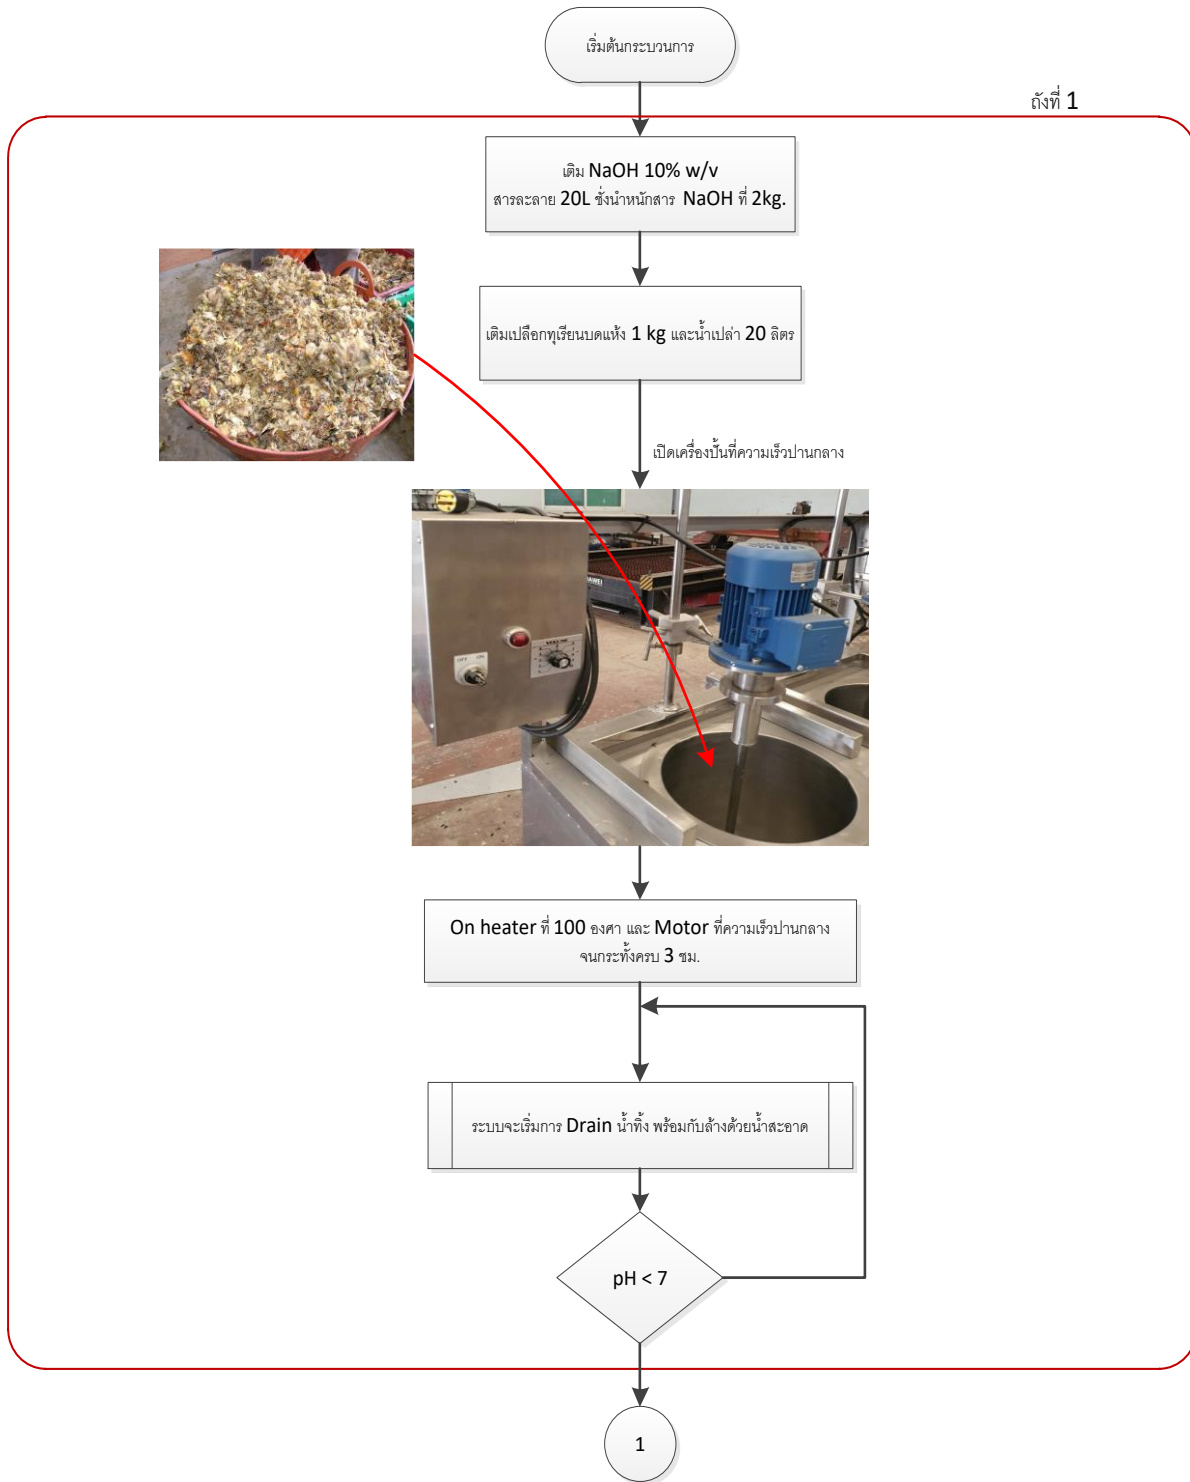 เริ่มต้นกระบวนการ
ถังที่ 1
เติม NaOH 10% w/v
สารละลาย 20L ชั่งนำหนักสาร NaOH ที่ 2kg.
เติมเปลือกทุเรียนบดแห้ง 1 kg และน้ำเปล่า 20 ลิตร
เปิดเครื่องปั้นที่ความเร็วปานกลาง
OFF ON
On heater ที่ 100 องศา และ Motor ที่ความเร็วปานกลาง
จนกระทั้งครบ 3 ชม.
ระบบจะเริ่มการ Drain น้ำทิ้ง พร้อมกับล้างด้วยน้ำสะอาด
pH < 7
1